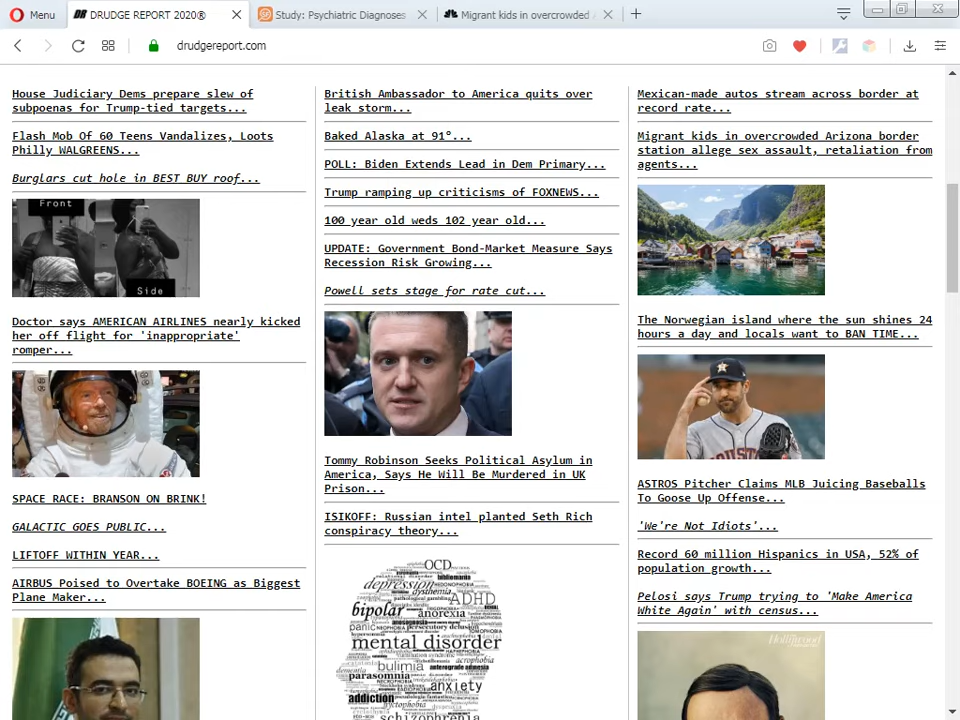 Menu
DRUDGE REPORT 2020®
Study: Psychiatric Diagnoses
Migrant kids in overcrowded
drudgereport.com
House Judiciary Dems prepare slew of
subpoenas for Trump-tied targets...
Flash Mob Of 60 Teens Vandalizes, Loots
Philly WALGREENS...
Burglars cut hole in BEST BUY roof...
Front
Side
Doctor says AMERICAN AIRLINES nearly kicked
her off flight for 'inappropriate'
romper...
SPACE RACE: BRANSON ON BRINK!
GALACTIC GOES PUBLIC...
LIFTOFF WITHIN YEAR...
AIRBUS Poised to Overtake BOEING as Biggest
Plane Maker...
British Ambassador to America quits over
leak storm...
Baked Alaska at 91°...
POLL: Biden Extends Lead in Dem Primary...
Trump ramping up criticisms of FOXNEWS...
100 year old weds 102 year old...
UPDATE: Government Bond-Market Measure Says
Recession Risk Growing...
Powell sets stage for rate cut...
Tommy Robinson Seeks Political Asylum in
America, Says He Will Be Murdered in UK
Prison...
ISIKOFF: Russian intel planted Seth Rich
conspiracy theory...
OCD
bibliomania
depression
dysthemia
pathological gambling
ADHD
bipolar
anorexia
panic
persecutory delusion
mental disorder
acrophobia
bulimia
parasomnia
anterograde amnesia
anxiety
addiction
schizophrenia
Mexican-made autos stream across border at
record rate...
Migrant kids in overcrowded Arizona border
station allege sex assault, retaliation from
agents...
The Norwegian island where the sun shines 24
hours a day and locals want to BAN TIME...
HOUSTON
ASTROS Pitcher Claims MLB Juicing Baseballs
To Goose Up Offense...
'We're Not Idiots'...
Record 60 million Hispanics in USA, 52% of
population growth...
Pelosi says Trump trying to 'Make America
White Again' with census...
Hollywood